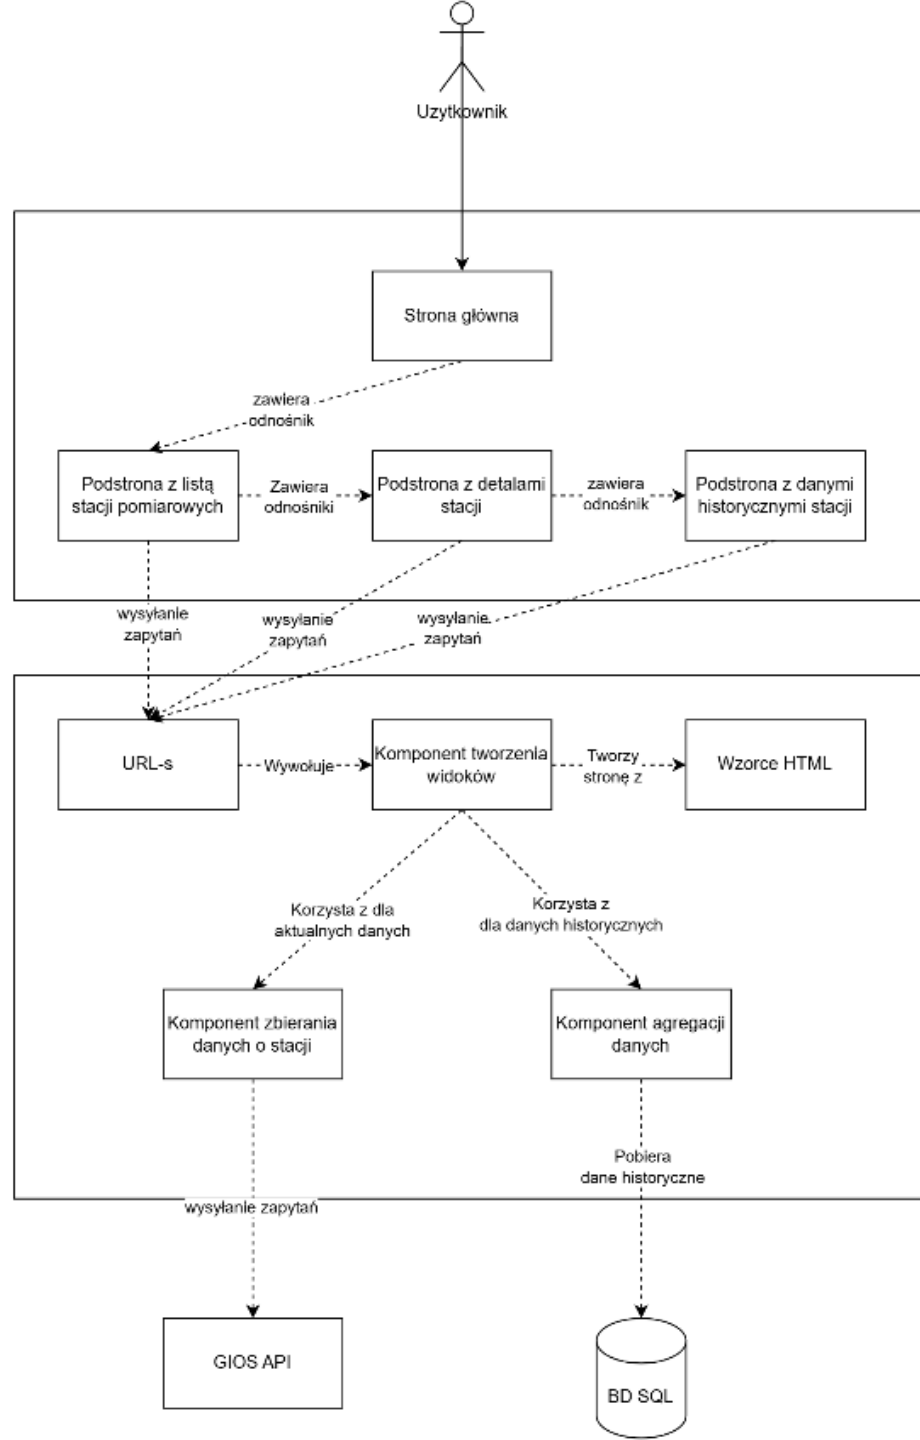 Uzytkownik
Strona główna
zawiera
odnośnik
Podstrona z listą
stacji pomiarowych
Zawiera
odnośniki
Podstrona z detalami
stacji
zawiera
odnośnik
Podstrona z danymi
historycznymi stacji
wysyłanie
zapytań
wysyłanie
zapytań
wysyłanie
zapytań
URL-s
Wywołuje
Komponent tworzenia
widoków
Tworzy
stronę z
Wzorce HTML
Korzysta z dla
aktualnych danych
Korzysta z
dla danych historycznych
Komponent zbierania
danych o stacji
Komponent agregacji
danych
Pobiera
dane historyczne
wysyłanie zapytań
GIOS API
BD SQL